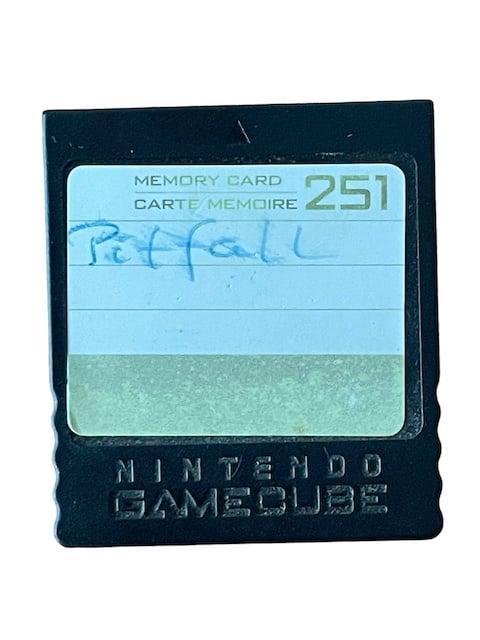 MEMORY CARD
CARTE MEMOIRE 251
Pitfall
NINTENDO
GAMECUBE